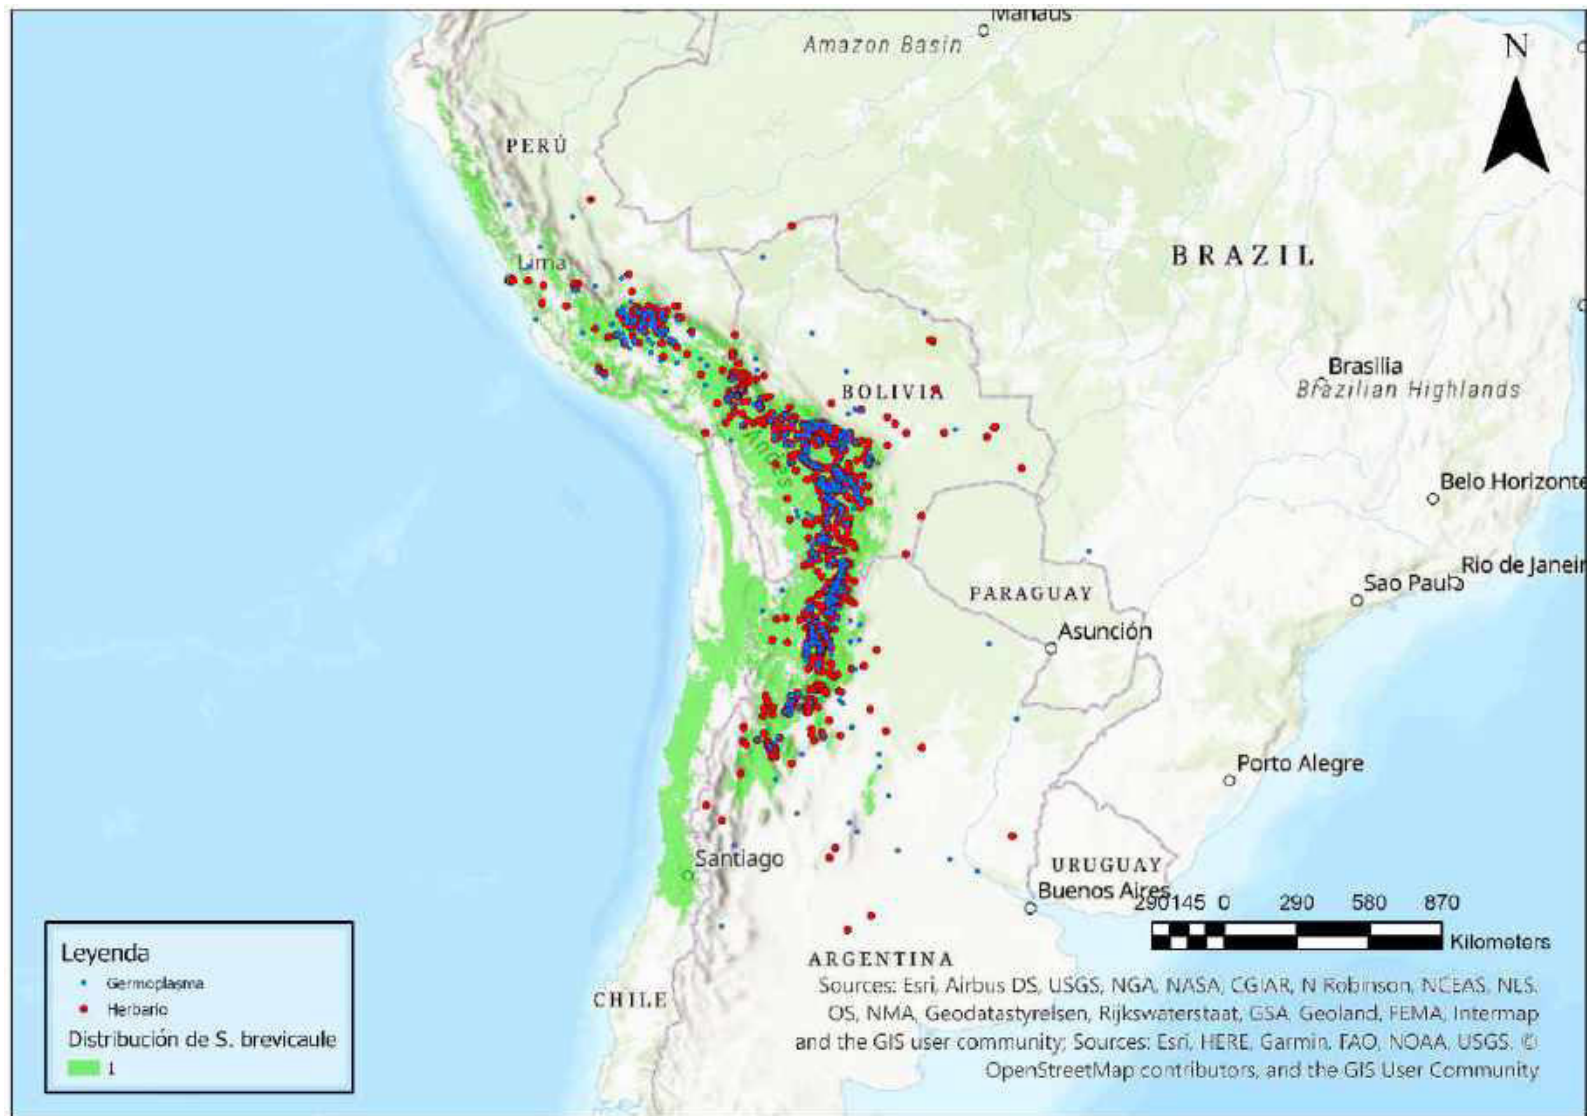 Manaus
Amazon Basin
N
PERÚ
BRAZIL
Lima
Brasilia
Brazilian Highlands
BOLIVIA
Andes
Belo Horizonte
Rio de Janeir
Sao Paulo
PARAGUAY
Asunción
Porto Alegre
Santiago
URUGUAY
Buenos Aires
290145 0 290 580 870
Kilometers
ARGENTINA
CHILE
Leyenda
Germoplasma
Herbario
Distribución de S. brevicaule
1
Sources: Esri, Airbus DS, USGS, NGA, NASA, CGIAR, N Robinson, NCEAS, NLS,
OS, NMA, Geodatastyrelsen, Rijkswaterstaat, GSA, Geoland, FEMA, Intermap
and the GIS user community; Sources: Esri, HERE, Garmin, FAO, NOAA, USGS, ©
OpenStreetMap contributors, and the GIS User Community